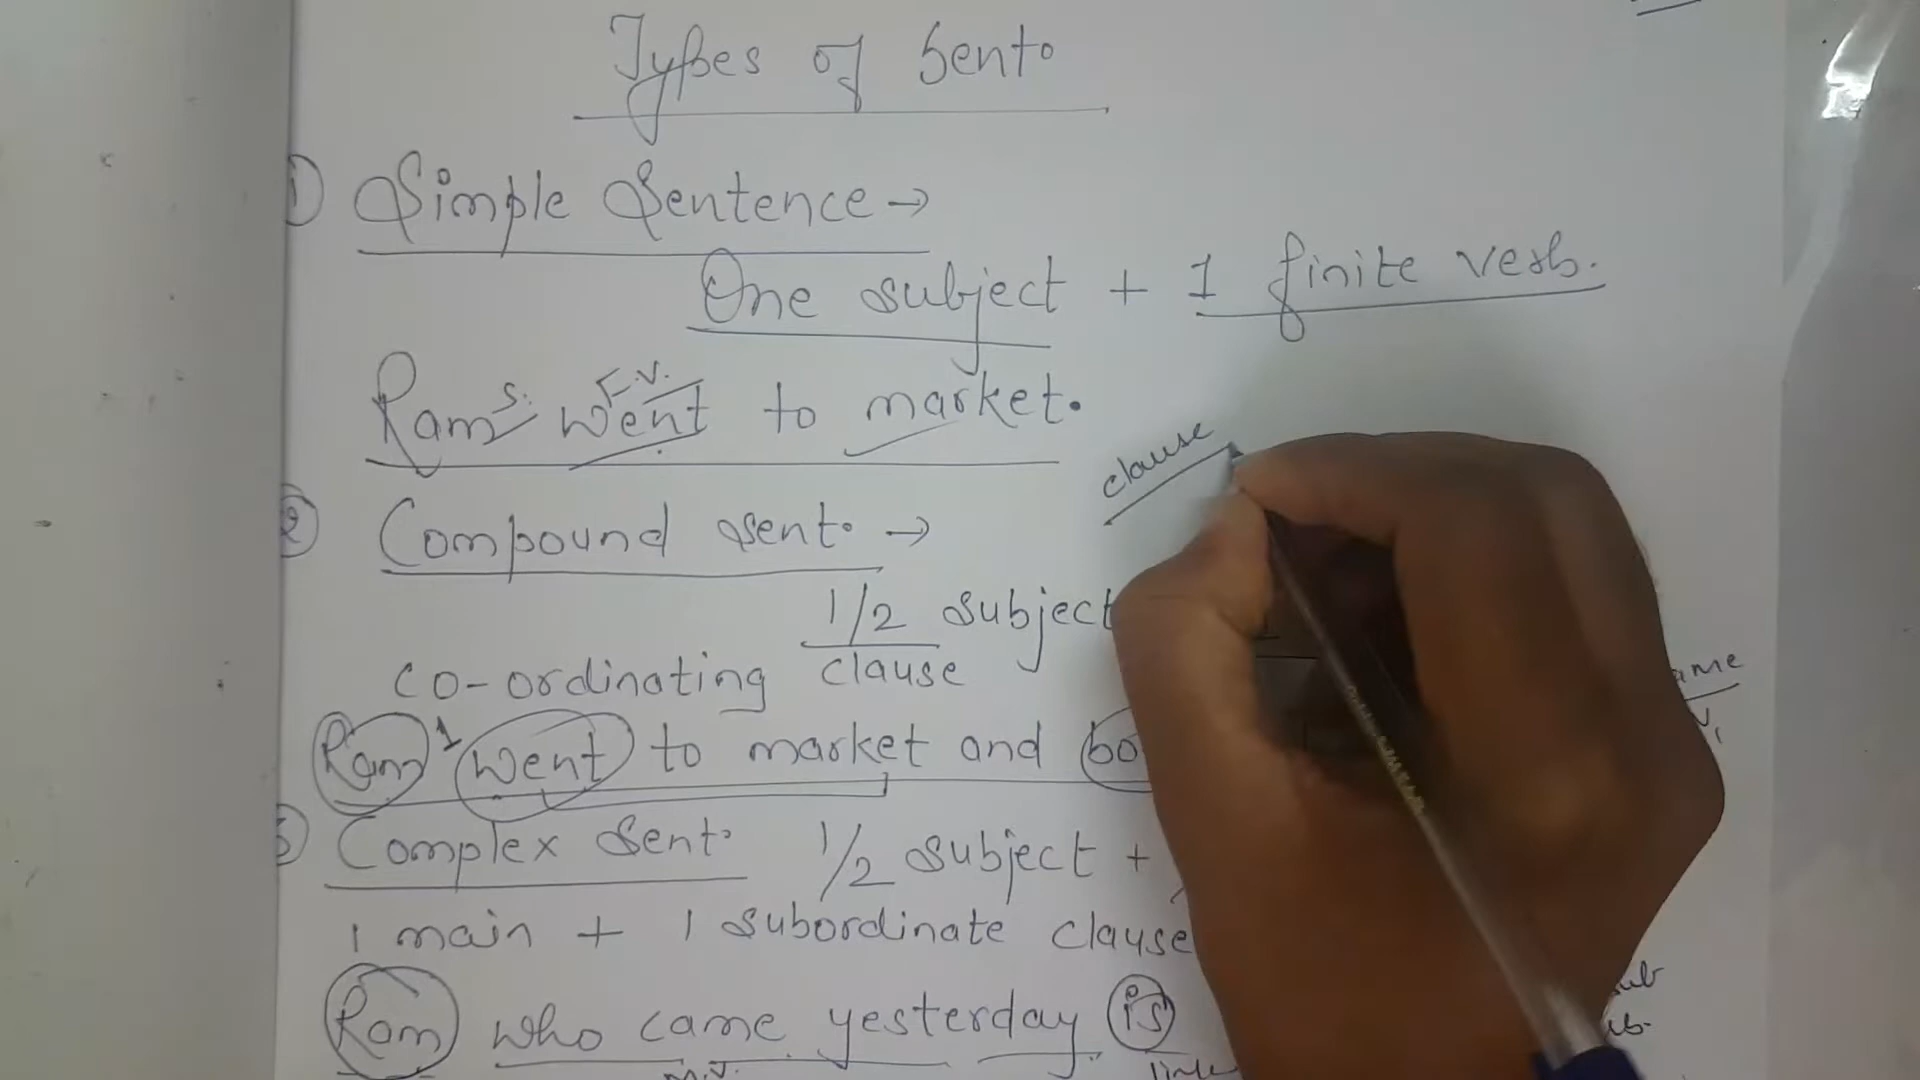 Types of Sent.
① Simple Sentence →
One subject + 1 finite verb.
S. F.V.
Ram went to market.
clause
② Compound Sent. →
1/2 subject
co-ordinating clause
Ram 1 went to market and
Complex Sent. 1/2 subject +
1 main + 1 subordinate clause
Ram who came yesterday is
M.V.